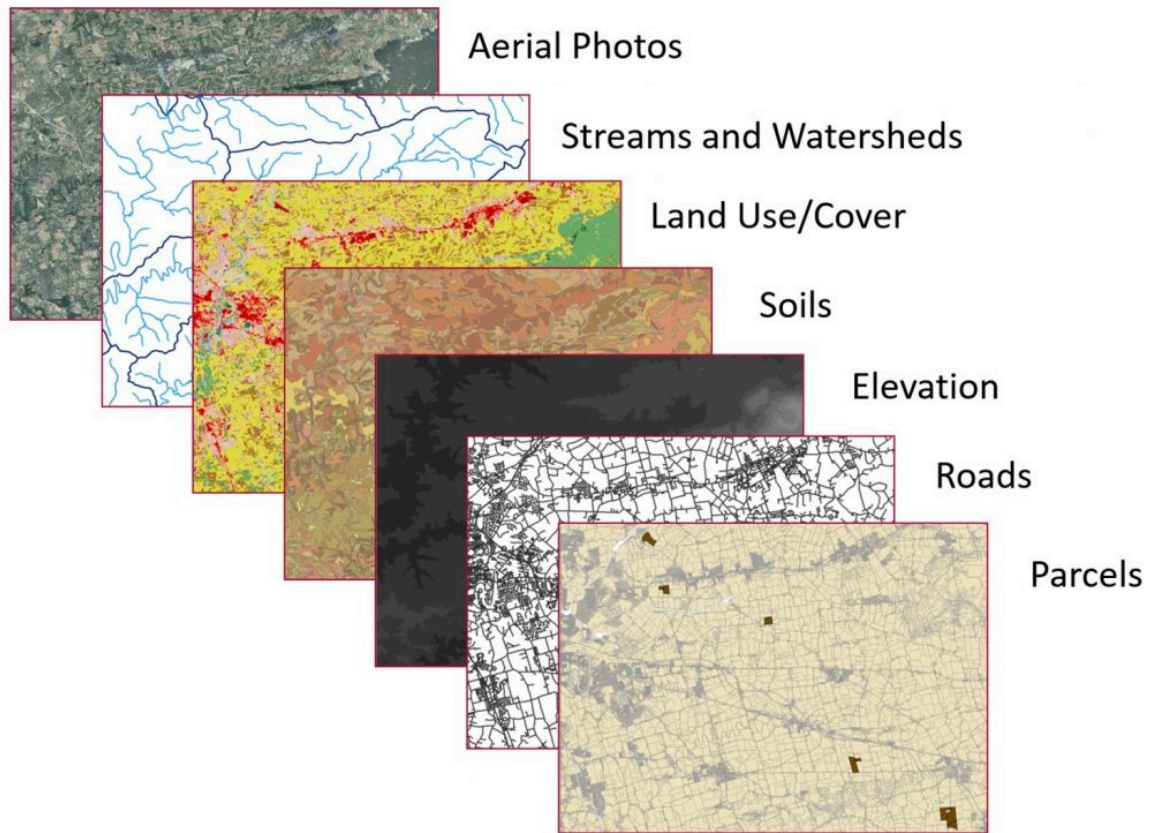 Aerial Photos
Streams and Watersheds
Land Use/Cover
Soils
Elevation
Roads
Parcels